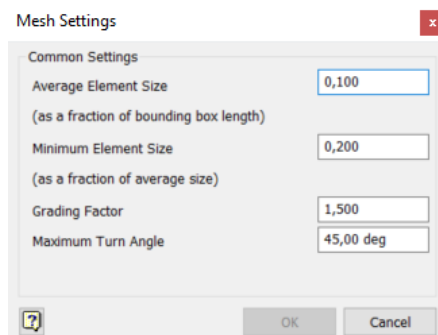 Mesh Settings
x
Common Settings
Average Element Size 0,100
(as a fraction of bounding box length)
Minimum Element Size 0,200
(as a fraction of average size)
Grading Factor 1,500
Maximum Turn Angle 45,00 deg
? OK Cancel